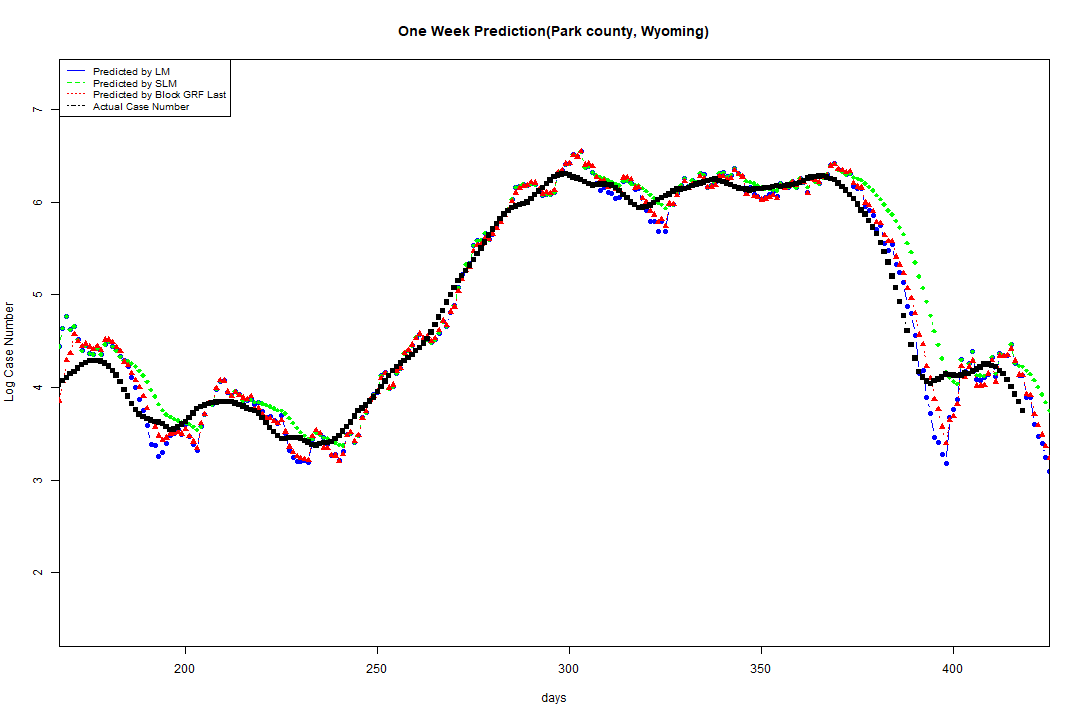 One Week Prediction(Park county, Wyoming)
Predicted by LM
Predicted by SLM
Predicted by Block GRF Last
Actual Case Number
Log Case Number
7
6
5
4
3
2
200 250 300 350 400
days